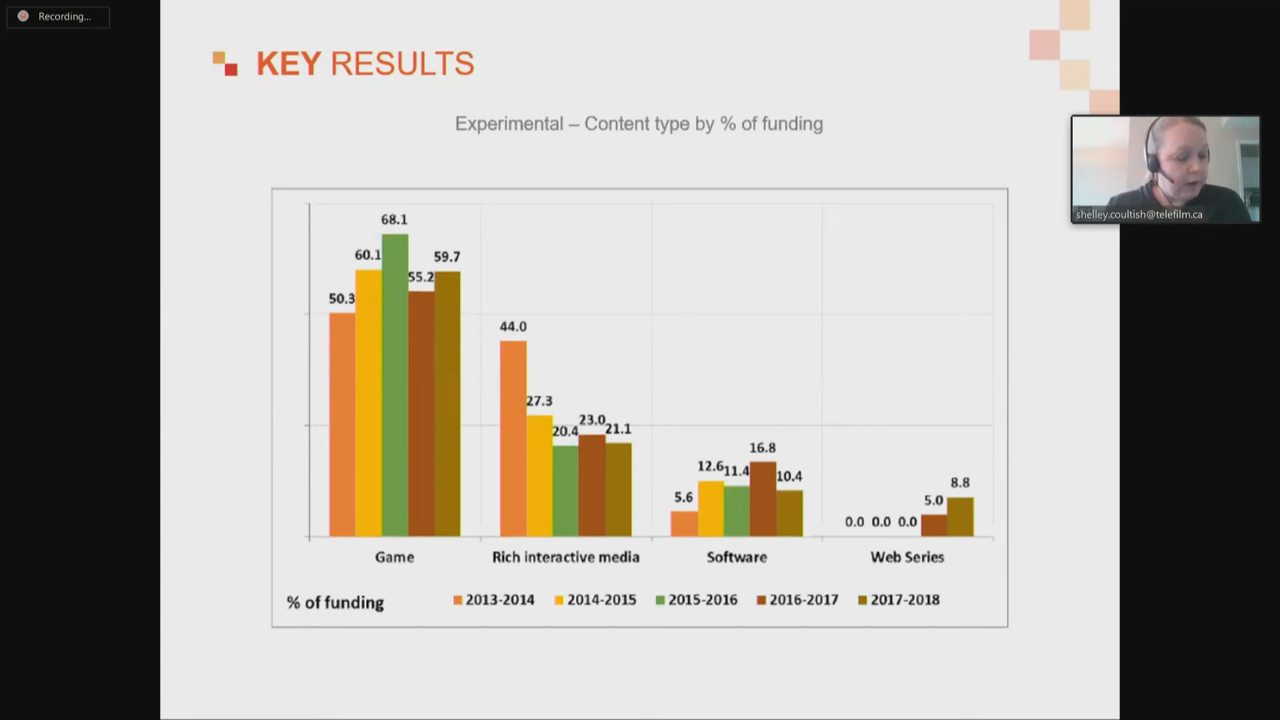 Recording...
KEY RESULTS
Experimental – Content type by % of funding
shelley.coultish@telefilm.ca
50.3 60.1 68.1 55.2 59.7
44.0 27.3 20.4 23.0 21.1
5.6 12.6 11.4 16.8 10.4
0.0 0.0 0.0 5.0 8.8
Game Rich interactive media Software Web Series
% of funding 2013-2014 2014-2015 2015-2016 2016-2017 2017-2018